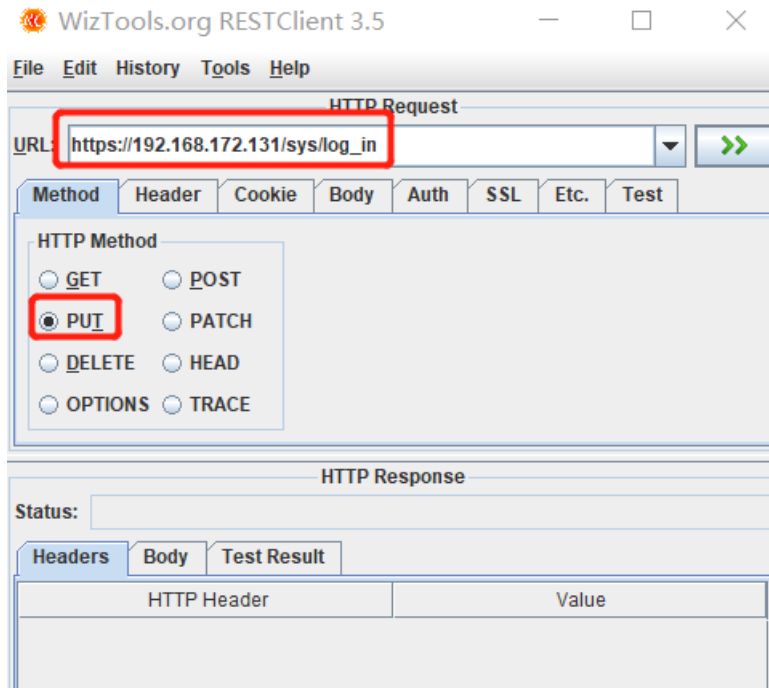 WizTools.org RESTClient 3.5
File Edit History Tools Help
HTTP Request
URL: https://192.168.172.131/sys/log_in
Method Header Cookie Body Auth SSL Etc. Test
HTTP Method
GET POST
PUT PATCH
DELETE HEAD
OPTIONS TRACE
HTTP Response
Status:
Headers Body Test Result
HTTP Header Value